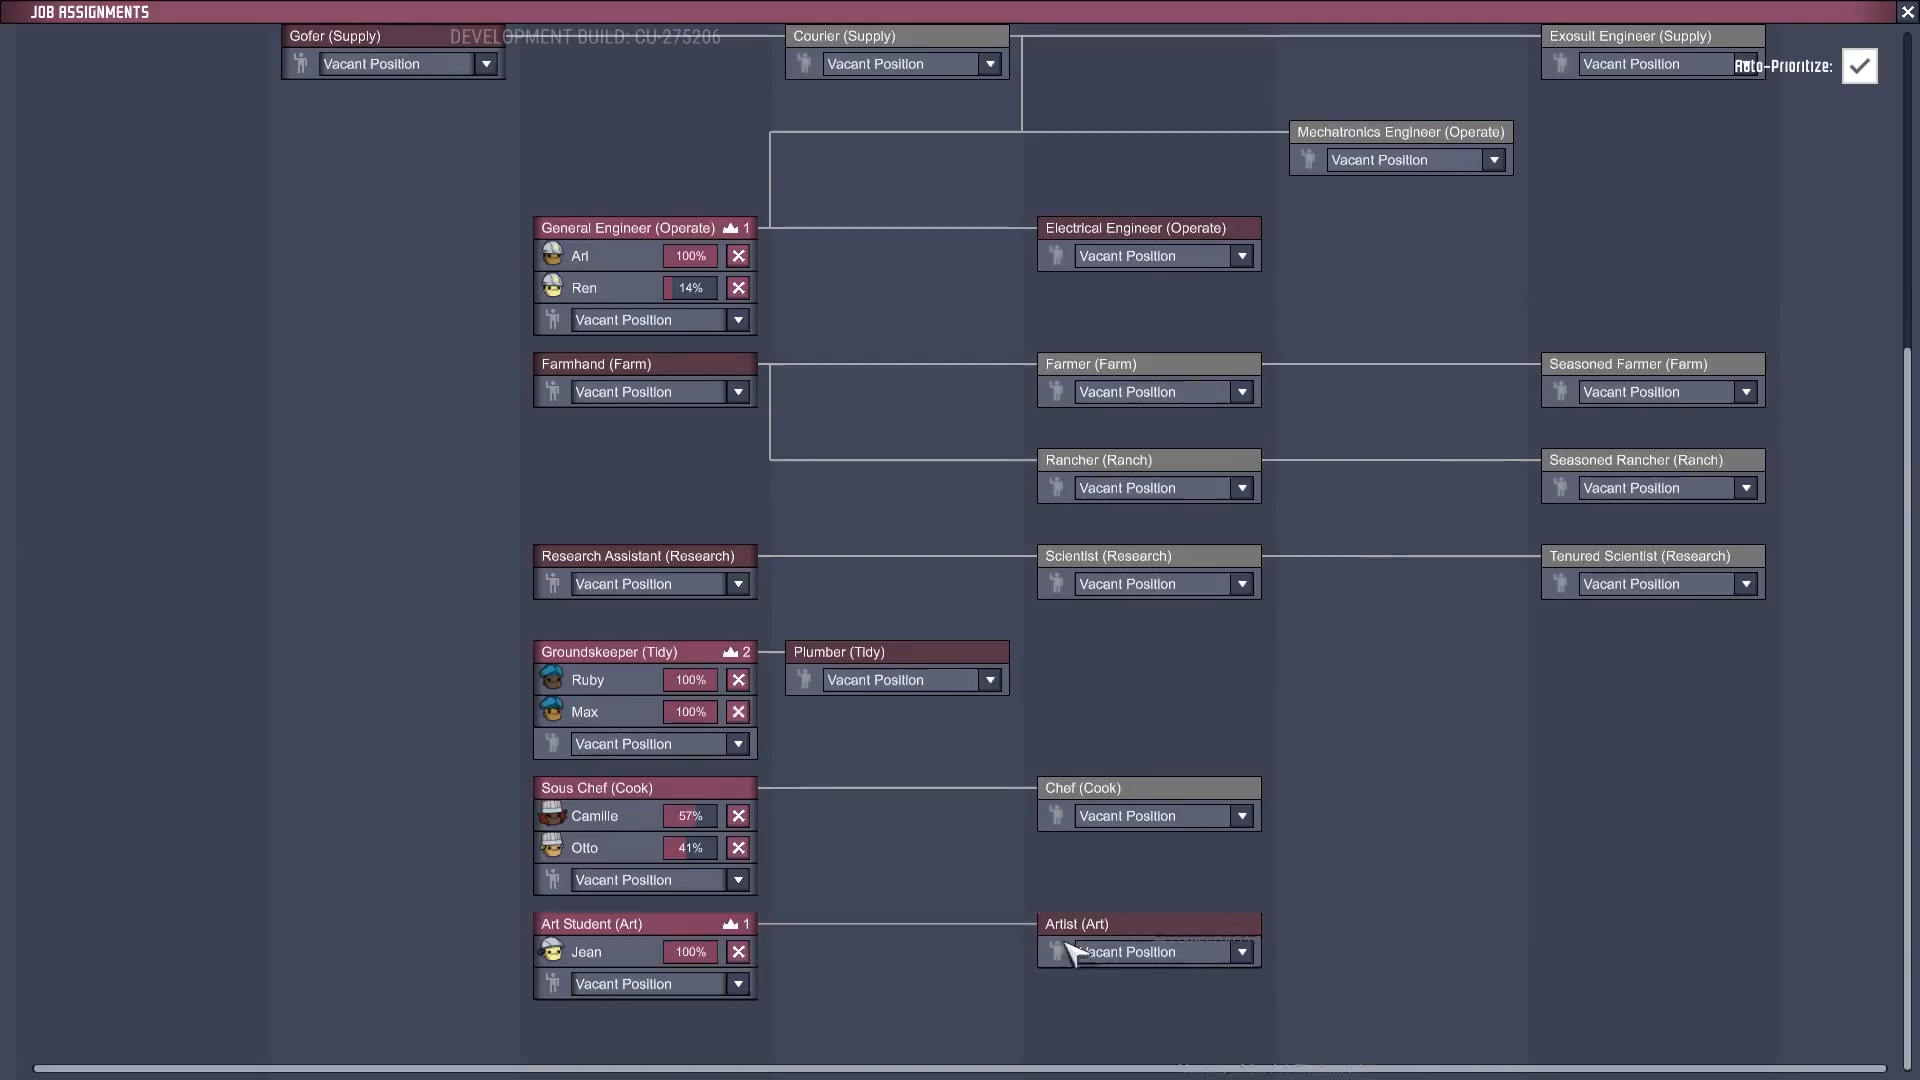 JOB ASSIGNMENTS
Gofer (Supply)
DEVELOPMENT BUILD: CU-275206
Courier (Supply)
Exosuit Engineer (Supply)
Vacant Position
Vacant Position
Vacant Position
Auto-Prioritize:
Mechatronics Engineer (Operate)
Vacant Position
General Engineer (Operate) 1
Electrical Engineer (Operate)
Ari 100%
Vacant Position
Ren 14%
Vacant Position
Farmhand (Farm)
Farmer (Farm)
Seasoned Farmer (Farm)
Vacant Position
Vacant Position
Vacant Position
Rancher (Ranch)
Seasoned Rancher (Ranch)
Vacant Position
Vacant Position
Research Assistant (Research)
Scientist (Research)
Tenured Scientist (Research)
Vacant Position
Vacant Position
Vacant Position
Groundskeeper (Tidy) 2
Plumber (Tidy)
Ruby 100%
Vacant Position
Max 100%
Vacant Position
Sous Chef (Cook)
Chef (Cook)
Camille 57%
Vacant Position
Otto 41%
Vacant Position
Art Student (Art) 1
Artist (Art)
Jean 100%
Vacant Position
Vacant Position